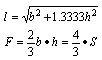 l = √(b² + 1.3333h²)
F = 2/3 b • h = 4/3 • S